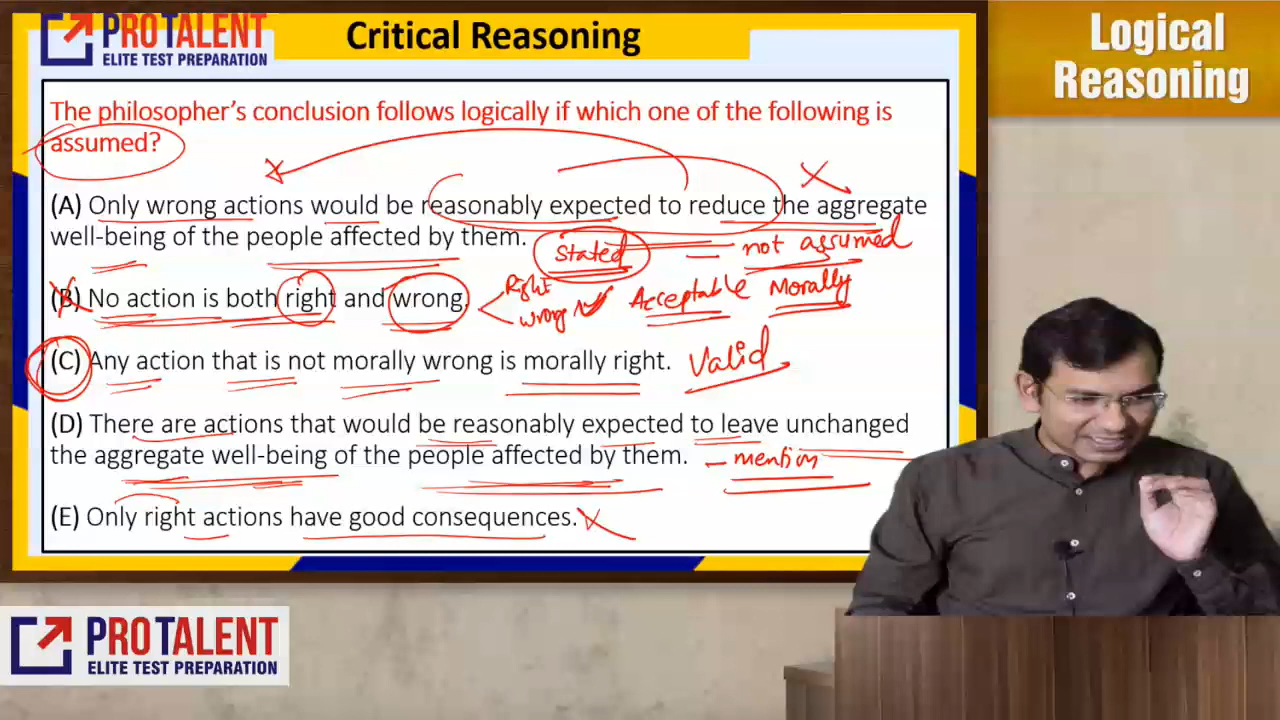 PROTALENT
ELITE TEST PREPARATION
Critical Reasoning
Logical
Reasoning
The philosopher's conclusion follows logically if which one of the following is
assumed?
(A) Only wrong actions would be reasonably expected to reduce the aggregate
well-being of the people affected by them.
Stated
not assumed
(B) No action is both right and wrong.
Right
wrong
Acceptable Morally
(C) Any action that is not morally wrong is morally right.
Valid
(D) There are actions that would be reasonably expected to leave unchanged
the aggregate well-being of the people affected by them.
– mention
(E) Only right actions have good consequences.
PROTALENT
ELITE TEST PREPARATION